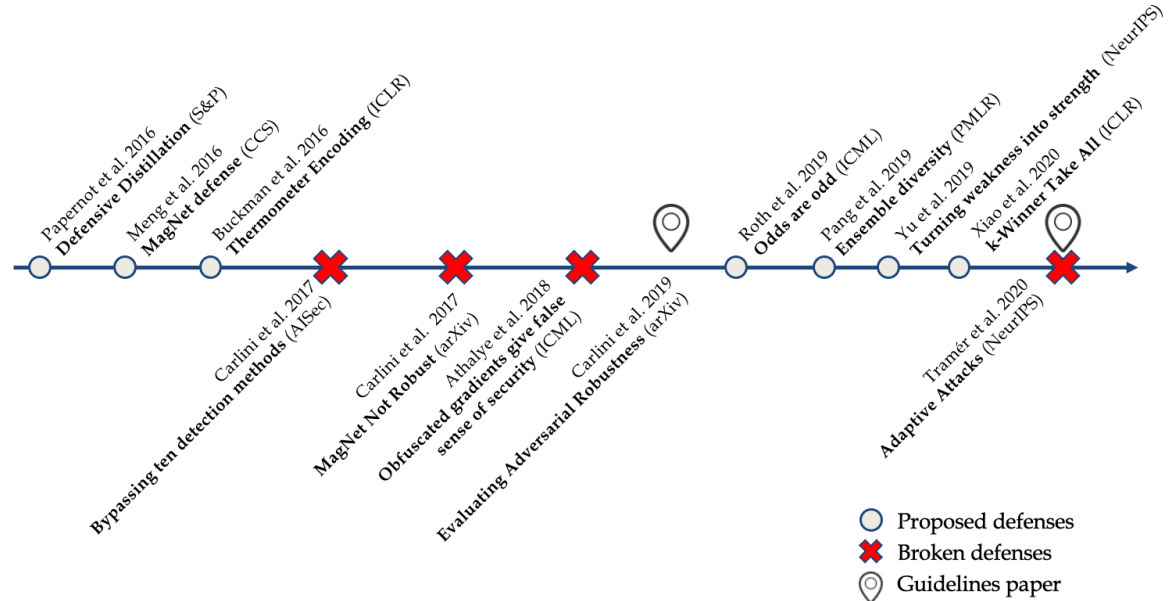 Papernot et al. 2016
Defensive Distillation (S&P)
Meng et al. 2016
MagNet defense (CCS)
Buckman et al. 2016
Thermometer Encoding (ICLR)
Carlini et al. 2017
Bypassing ten detection methods (AISec)
Carlini et al. 2017
MagNet Not Robust (arXiv)
Athalye et al. 2018
Obfuscated gradients give false
sense of security (ICML)
Carlini et al. 2019
Evaluating Adversarial Robustness (arXiv)
Roth et al. 2019
Odds are odd (ICML)
Pang et al. 2019
Ensemble diversity (PMLR)
Yu et al. 2019
Turning weakness into strength (NeurIPS)
Xiao et al. 2020
k-Winner Take All (ICLR)
Tramér et al. 2020
Adaptive Attacks (NeurIPS)
Proposed defenses
Broken defenses
Guidelines paper